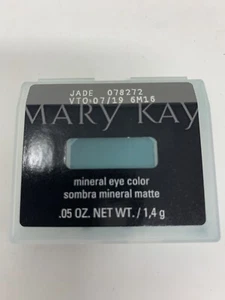 JADE 078272
VTO-07/19 6M16
MARY KAY
mineral eye color
sombra mineral matte
.05 OZ. NET WT./1,4 g